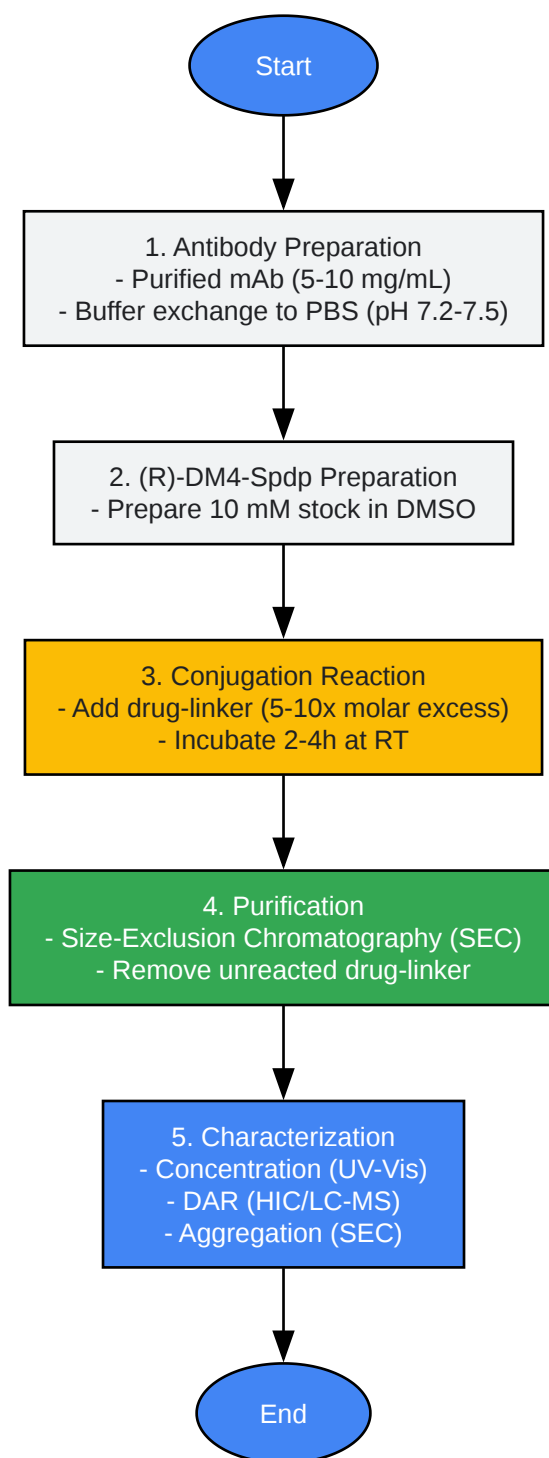 Start
1. Antibody Preparation
- Purified mAb (5-10 mg/mL)
- Buffer exchange to PBS (pH 7.2-7.5)
2. (R)-DM4-Spdp Preparation
- Prepare 10 mM stock in DMSO
3. Conjugation Reaction
- Add drug-linker (5-10x molar excess)
- Incubate 2-4h at RT
4. Purification
- Size-Exclusion Chromatography (SEC)
- Remove unreacted drug-linker
5. Characterization
- Concentration (UV-Vis)
- DAR (HIC/LC-MS)
- Aggregation (SEC)
End